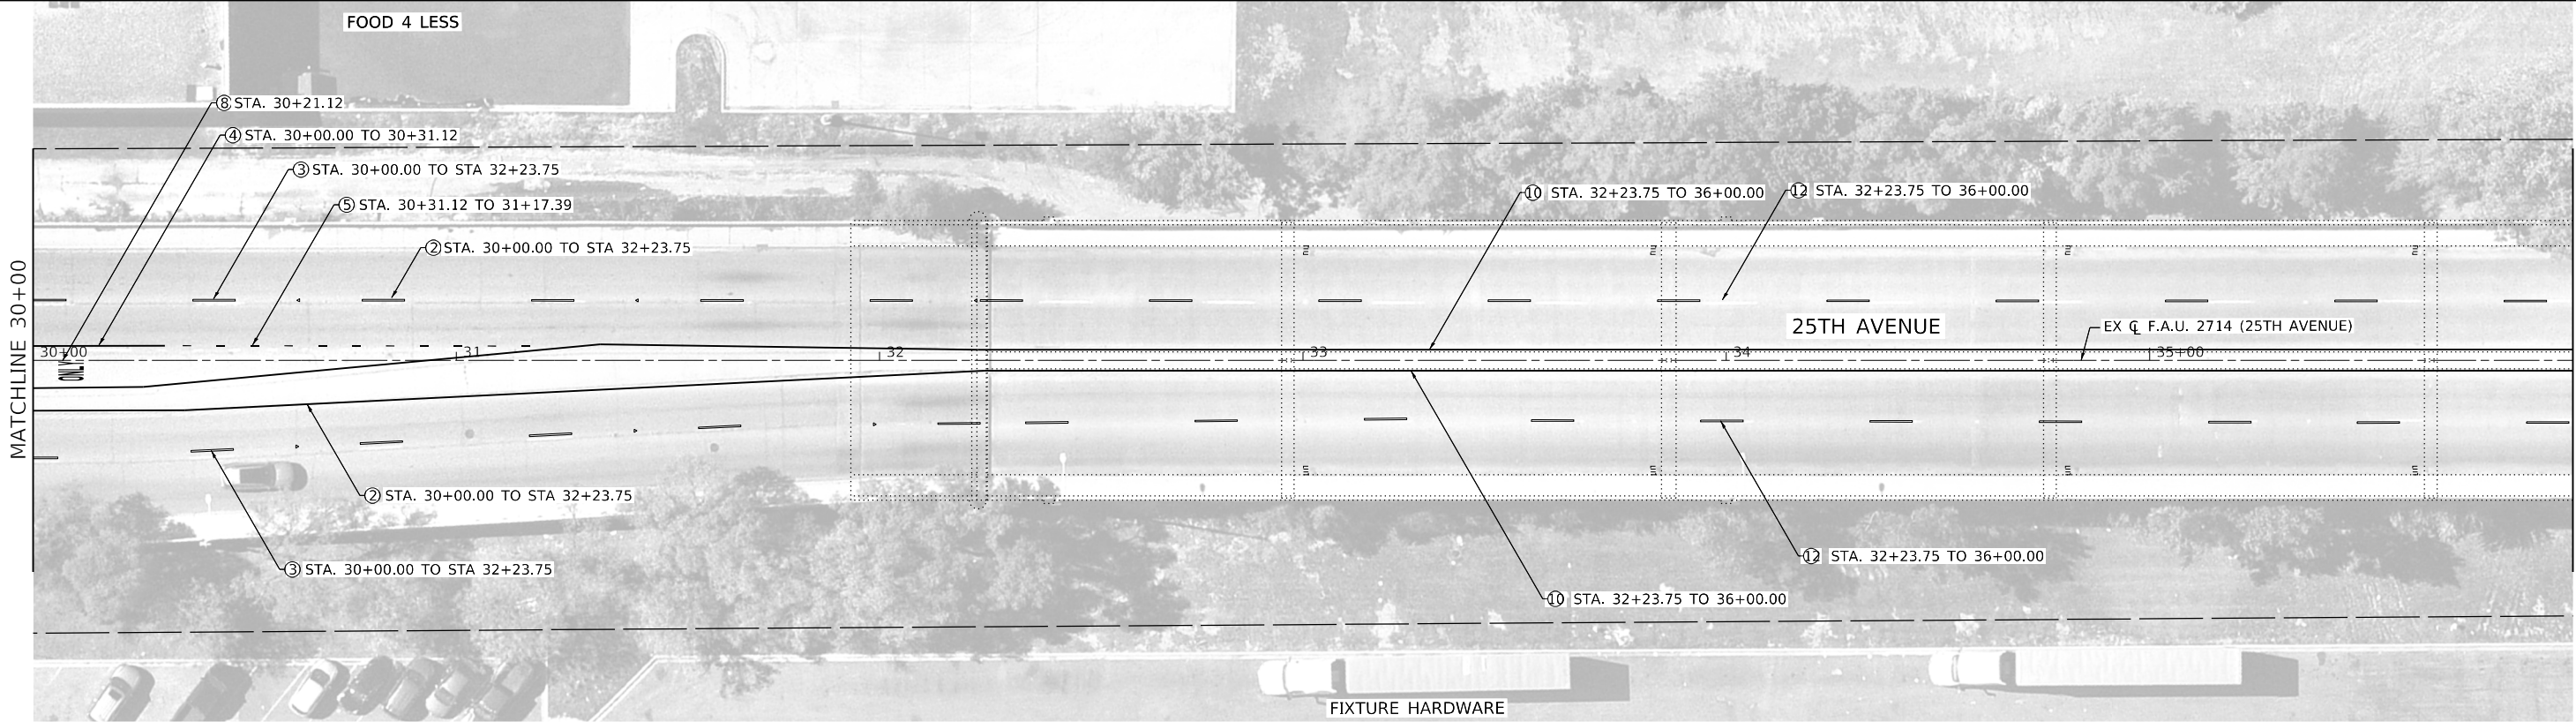 FOOD 4 LESS
8 STA. 30+21.12
4 STA. 30+00.00 TO 30+31.12
3 STA. 30+00.00 TO STA 32+23.75
5 STA. 30+31.12 TO 31+17.39
2 STA. 30+00.00 TO STA 32+23.75
10 STA. 32+23.75 TO 36+00.00
12 STA. 32+23.75 TO 36+00.00
MATCHLINE 30+00
25TH AVENUE
EX ℄ F.A.U. 2714 (25TH AVENUE)
30+00
31
32
33
34
35+00
ONLY
2 STA. 30+00.00 TO STA 32+23.75
3 STA. 30+00.00 TO STA 32+23.75
12 STA. 32+23.75 TO 36+00.00
10 STA. 32+23.75 TO 36+00.00
FIXTURE HARDWARE